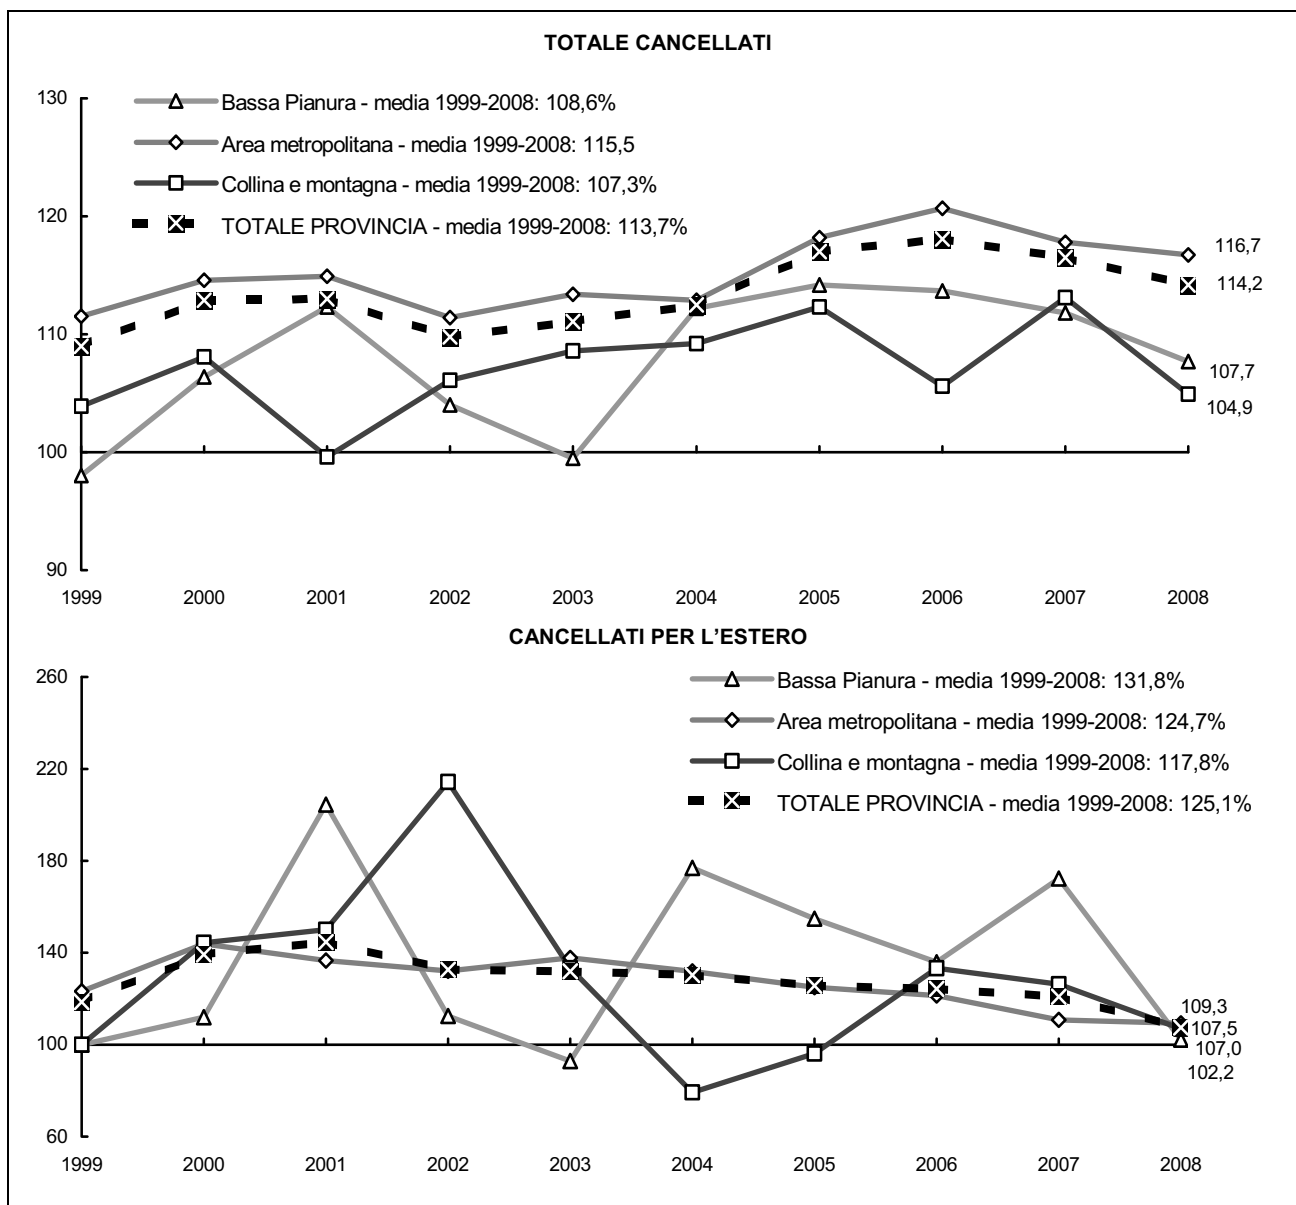 TOTALE CANCELLATI
130
120
110
100
90
Bassa Pianura - media 1999-2008: 108,6%
Area metropolitana - media 1999-2008: 115,5
Collina e montagna - media 1999-2008: 107,3%
TOTALE PROVINCIA - media 1999-2008: 113,7%
116,7
114,2
107,7
104,9
1999 2000 2001 2002 2003 2004 2005 2006 2007 2008
CANCELLATI PER L'ESTERO
260
220
180
140
100
60
Bassa Pianura - media 1999-2008: 131,8%
Area metropolitana - media 1999-2008: 124,7%
Collina e montagna - media 1999-2008: 117,8%
TOTALE PROVINCIA - media 1999-2008: 125,1%
109,3
107,5
107,0
102,2
1999 2000 2001 2002 2003 2004 2005 2006 2007 2008